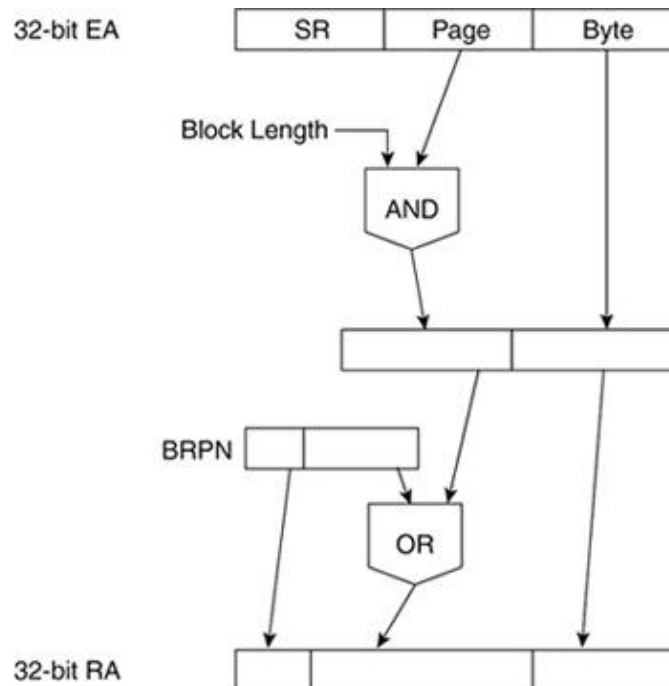 32-bit EA SR Page Byte
Block Length
AND
BRPN
OR
32-bit RA